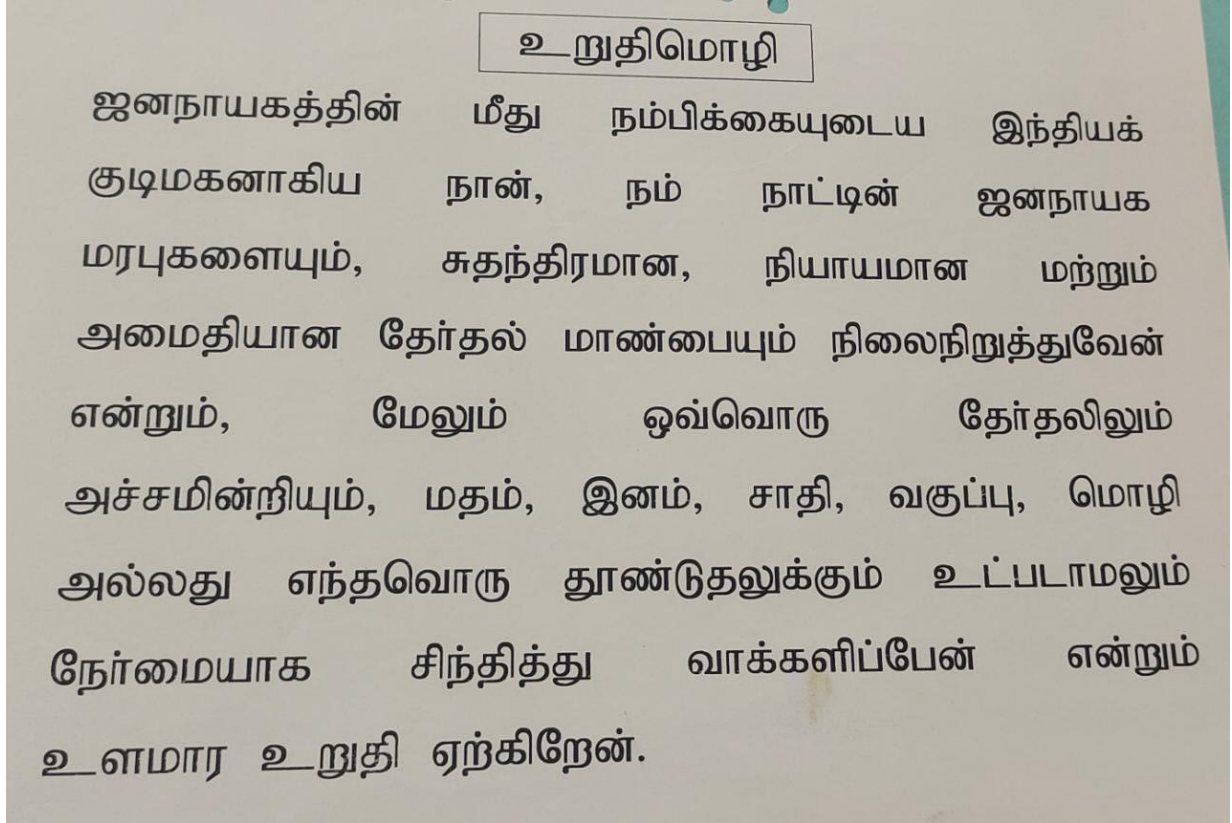 உறுதிமொழி
ஜனநாயகத்தின் மீது நம்பிக்கையுடைய இந்தியக்
குடிமகனாகிய நான், நம் நாட்டின் ஜனநாயக
மரபுகளையும், சுதந்திரமான, நியாயமான மற்றும்
அமைதியான தேர்தல் மாண்பையும் நிலைநிறுத்துவேன்
என்றும், மேலும் ஒவ்வொரு தேர்தலிலும்
அச்சமின்றியும், மதம், இனம், சாதி, வகுப்பு, மொழி
அல்லது எந்தவொரு தூண்டுதலுக்கும் உட்படாமலும்
நேர்மையாக சிந்தித்து வாக்களிப்பேன் என்றும்
உளமார உறுதி ஏற்கிறேன்.